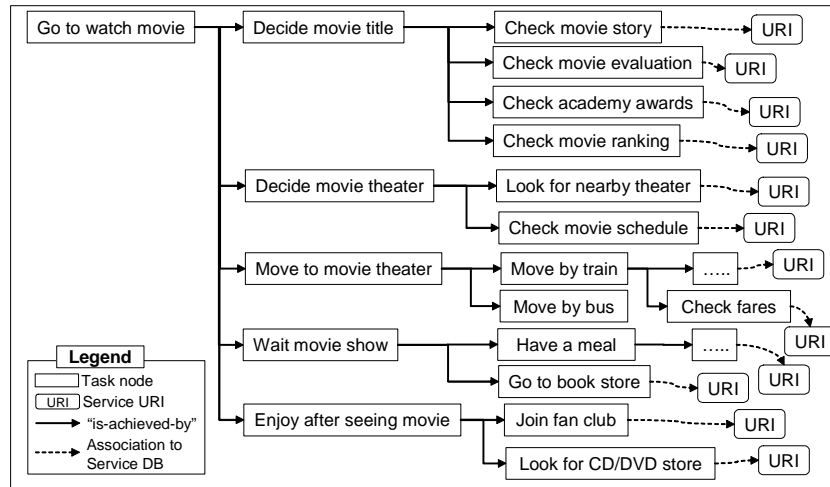 Go to watch movie
Decide movie title
Check movie story
URI
Check movie evaluation
URI
Check academy awards
URI
Check movie ranking
URI
Decide movie theater
Look for nearby theater
URI
Check movie schedule
URI
Move to movie theater
Move by train
.....
URI
Move by bus
Check fares
URI
Wait movie show
Have a meal
.....
URI
Go to book store
URI
Enjoy after seeing movie
Join fan club
URI
Look for CD/DVD store
URI
Legend
Task node
URI
Service URI
“is-achieved-by”
Association to
Service DB